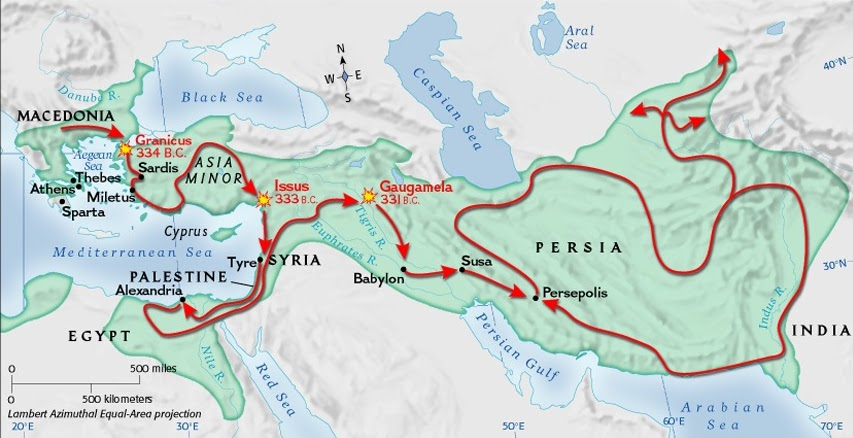 Aral
Sea
40°N
N
W E
S
Danube R.
Black Sea
Caspian Sea
MACEDONIA
Granicus
334 B.C.
Aegean
Sea
Sardis
ASIA
MINOR
Thebes
Athens
Miletus
Sparta
Issus
333 B.C.
Gaugamela
331 B.C.
Tigris R.
Cyprus
Euphrates R.
PERSIA
Mediterranean Sea
Tyre
SYRIA
Susa
30°N
PALESTINE
Babylon
Alexandria
Persepolis
Indus R.
EGYPT
INDIA
Persian Gulf
Nile R.
Red Sea
0 500 miles
0 500 kilometers
Arabian
Sea
Lambert Azimuthal Equal-Area projection
20°E
30°E
50°E
60°E
70°E